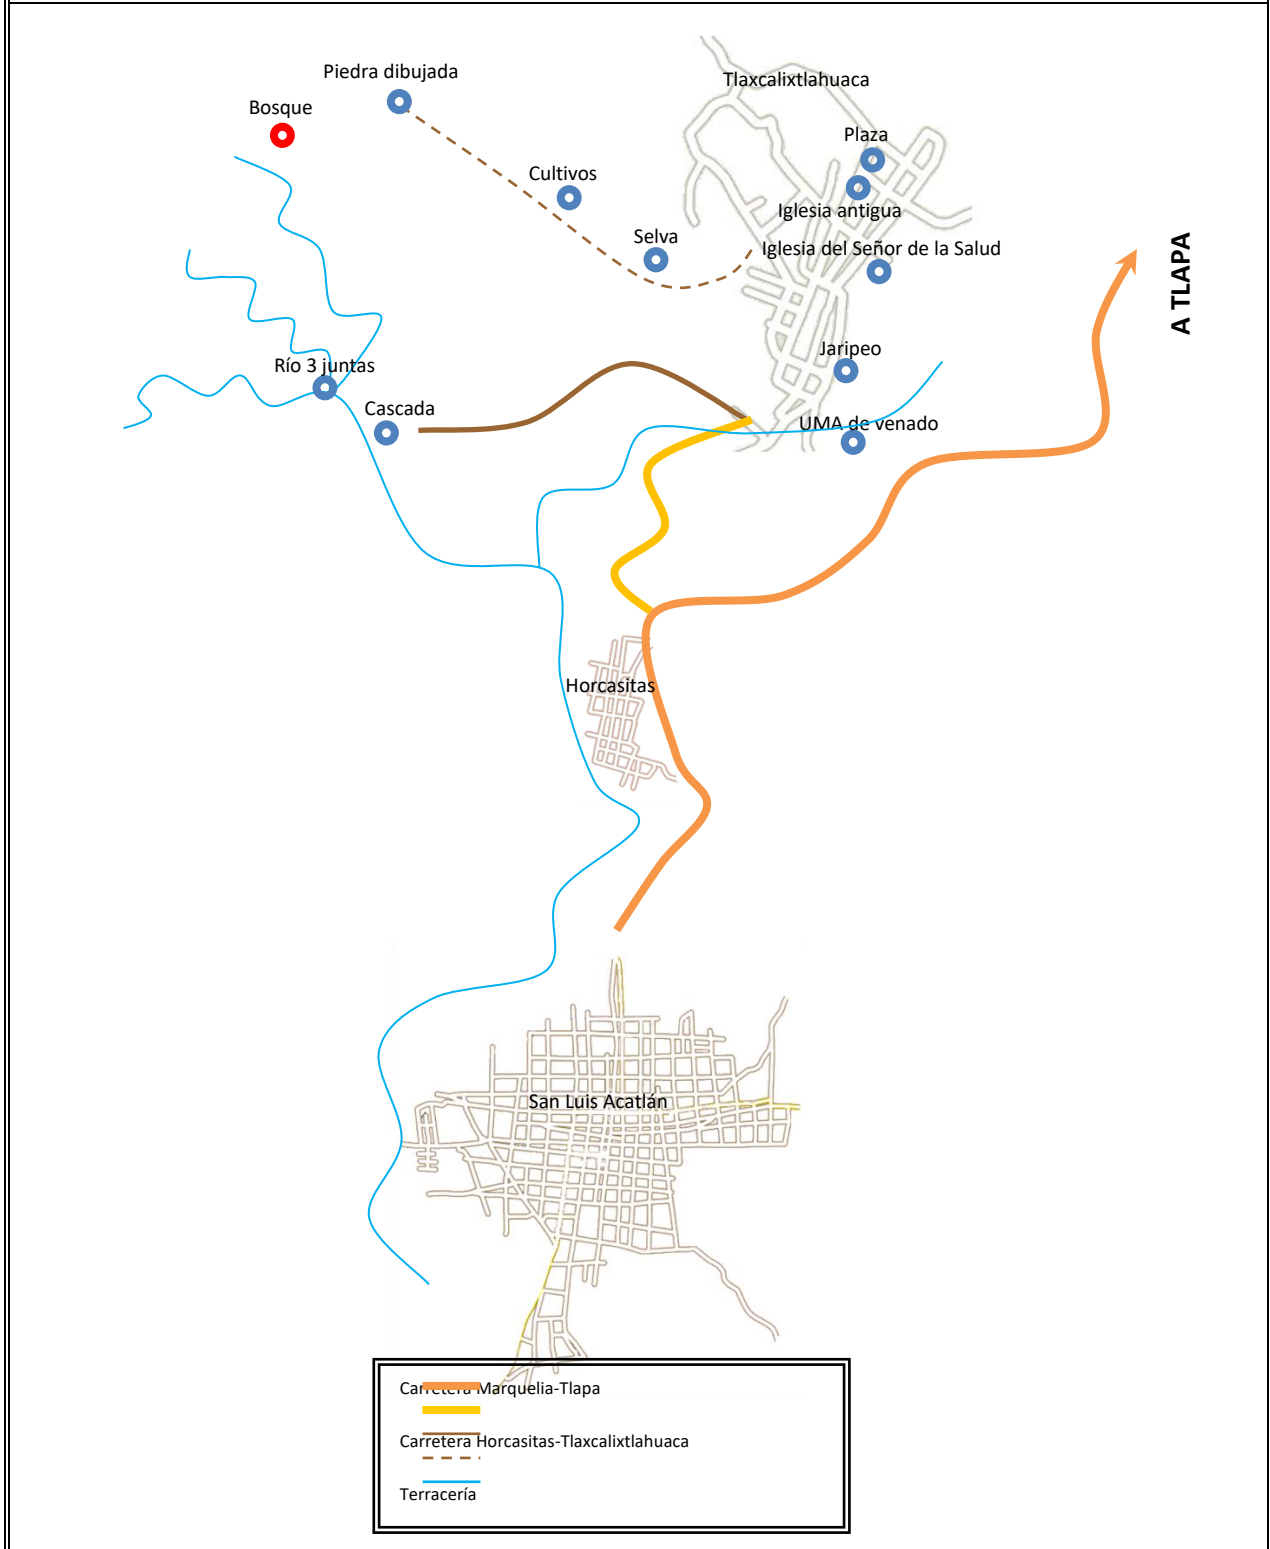 Piedra dibujada
Tlaxcalixtlahuaca
Bosque
Plaza
Cultivos
Iglesia antigua
Selva
Iglesia del Señor de la Salud
A TLAPA
Jaripeo
Río 3 juntas
Cascada
UMA de venado
Horcasitas
San Luis Acatlán
Carretera Marquelia-Tlapa
Carretera Horcasitas-Tlaxcalixtlahuaca
Terracería